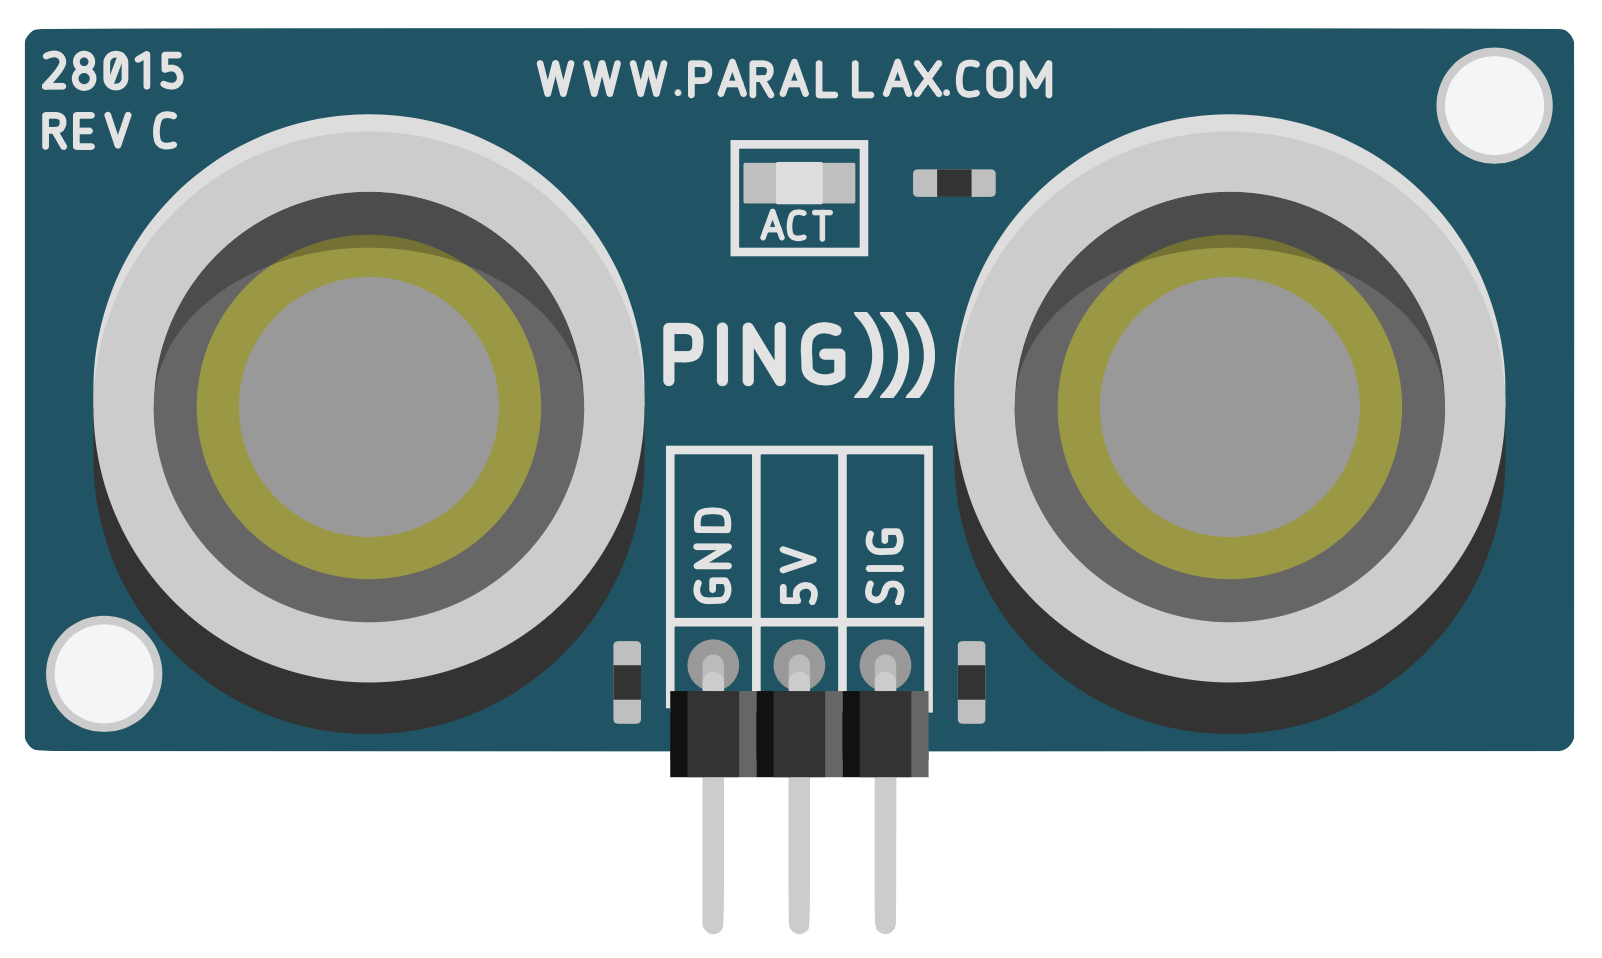 28015
REV C
WWW.PARALLAX.COM
ACT
PING)))
GND
5V
SIG